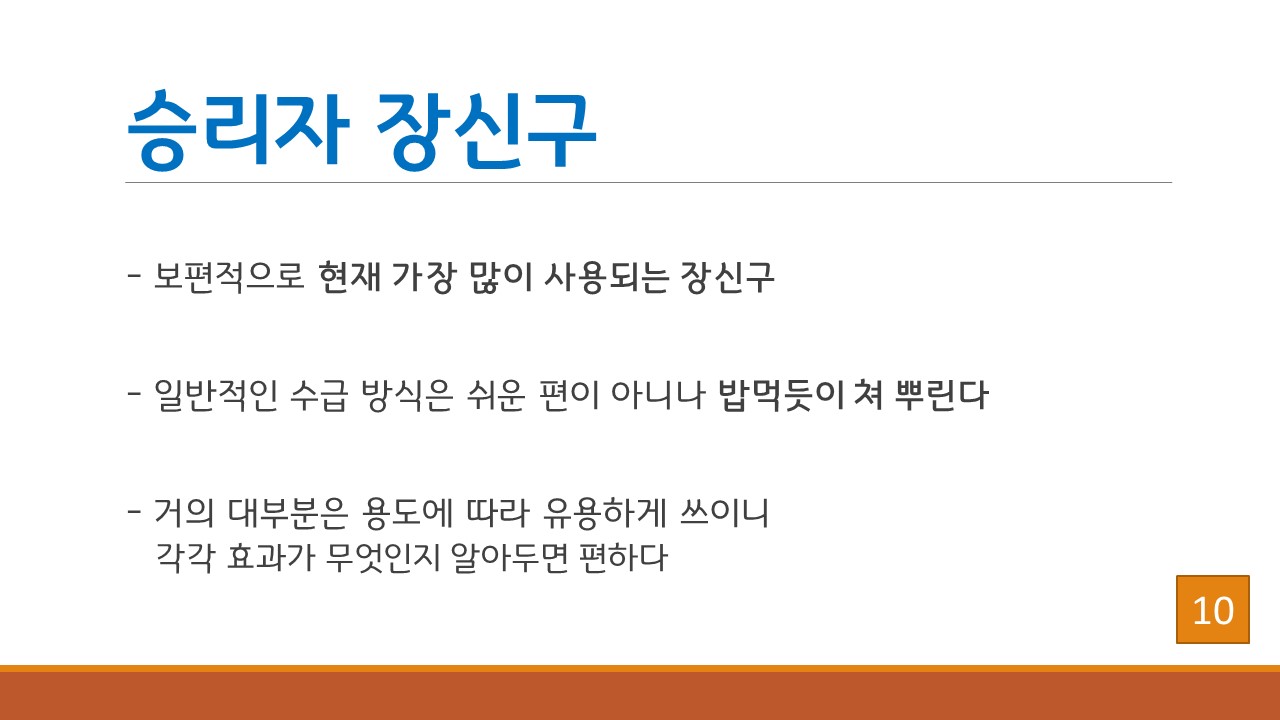 승리자 장신구
- 보편적으로 현재 가장 많이 사용되는 장신구
- 일반적인 수급 방식은 쉬운 편이 아니나 밥먹듯이 쳐 뿌린다
- 거의 대부분은 용도에 따라 유용하게 쓰이니
각각 효과가 무엇인지 알아두면 편하다
10